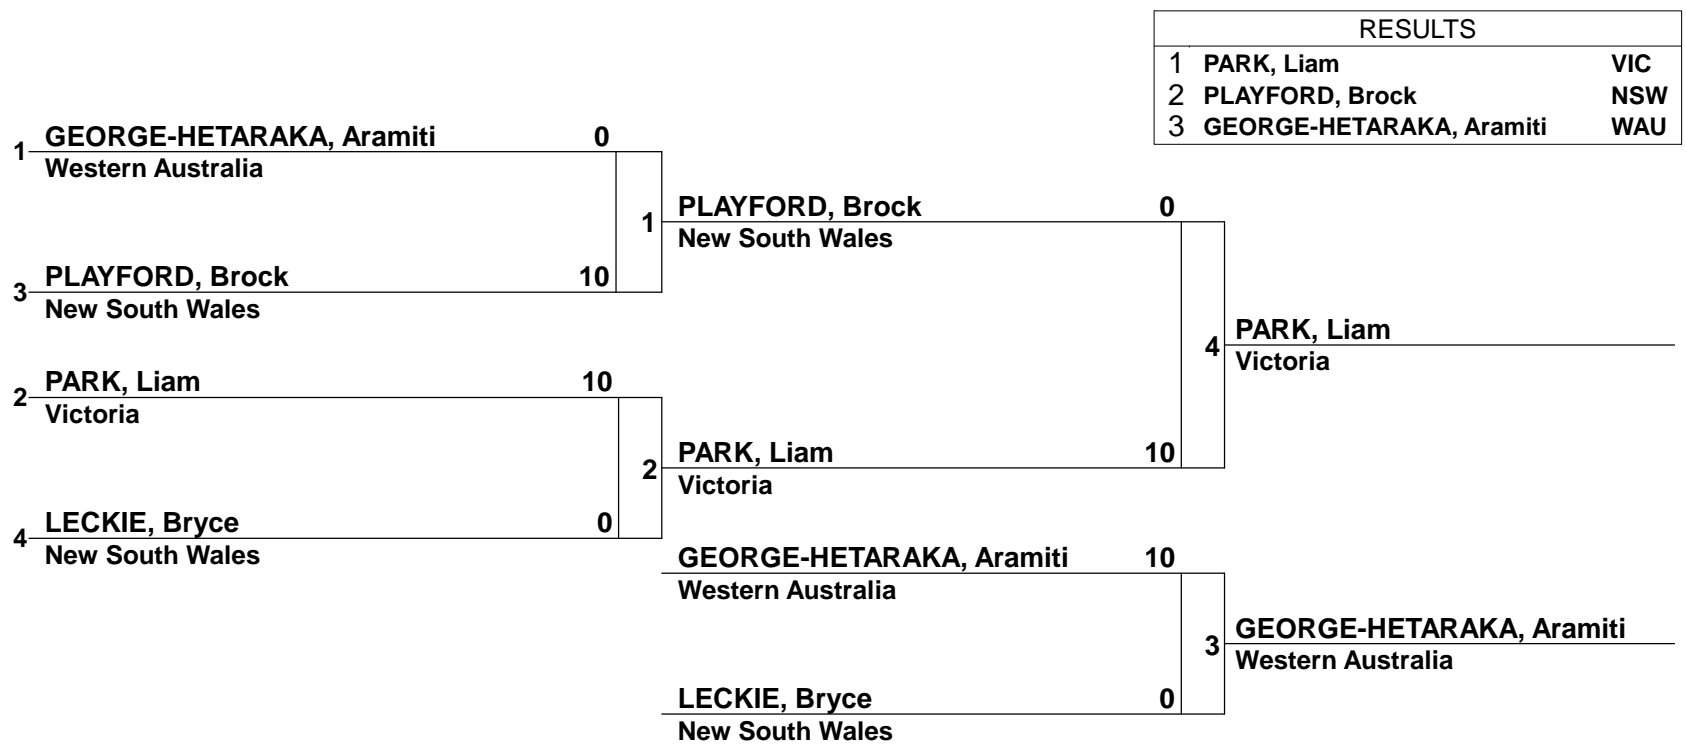 RESULTS
1 PARK, Liam VIC
2 PLAYFORD, Brock NSW
3 GEORGE-HETARAKA, Aramiti WAU
1 GEORGE-HETARAKA, Aramiti 0
Western Australia
3 PLAYFORD, Brock 10
New South Wales
1
2 PARK, Liam 10
Victoria
4 LECKIE, Bryce 0
New South Wales
2
PLAYFORD, Brock 0
New South Wales
PARK, Liam 10
Victoria
4
PARK, Liam
Victoria
GEORGE-HETARAKA, Aramiti 10
Western Australia
LECKIE, Bryce 0
New South Wales
3
GEORGE-HETARAKA, Aramiti
Western Australia